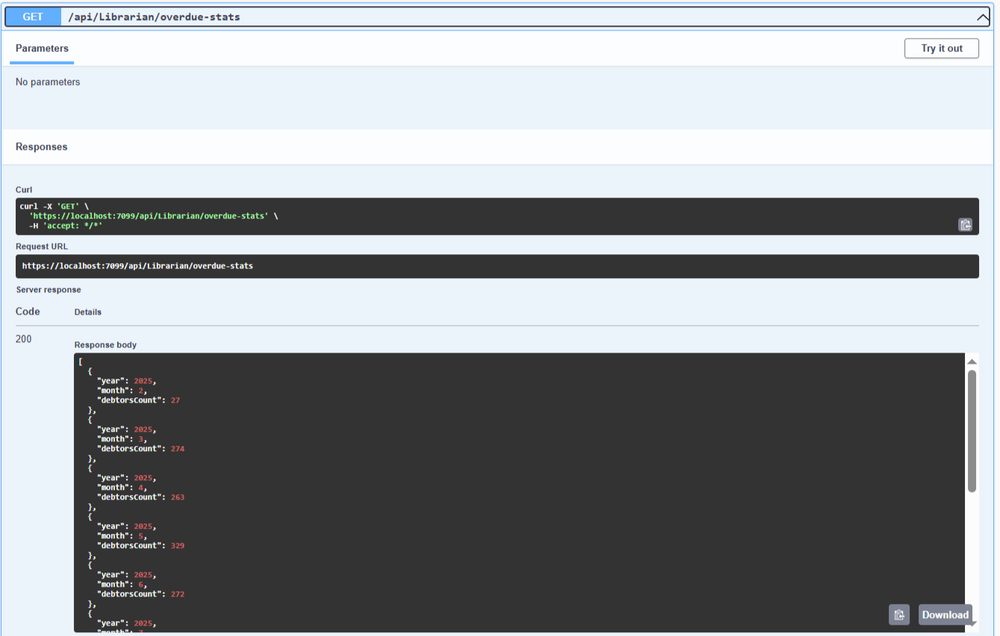 GET /api/Librarian/overdue-stats
Parameters
Try it out
No parameters
Responses
Curl
curl -X 'GET' \
  'https://localhost:7099/api/Librarian/overdue-stats' \
  -H 'accept: */*'
Request URL
https://localhost:7099/api/Librarian/overdue-stats
Server response
Code Details
200
Response body
[
  {
    "year": 2025,
    "month": 2,
    "debtorsCount": 27
  },
  {
    "year": 2025,
    "month": 3,
    "debtorsCount": 274
  },
  {
    "year": 2025,
    "month": 4,
    "debtorsCount": 263
  },
  {
    "year": 2025,
    "month": 5,
    "debtorsCount": 329
  },
  {
    "year": 2025,
    "month": 6,
    "debtorsCount": 272
  },
  {
    "year": 2025,
    "month": 7,
Download